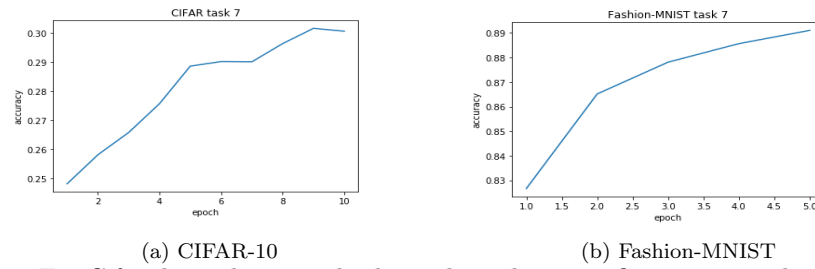 CIFAR task 7
0.30
0.29
0.28
0.27
0.26
0.25
accuracy
2 4 6 8 10
epoch
(a) CIFAR-10
Fashion-MNIST task 7
0.89
0.88
0.87
0.86
0.85
0.84
0.83
accuracy
1.0 1.5 2.0 2.5 3.0 3.5 4.0 4.5 5.0
epoch
(b) Fashion-MNIST